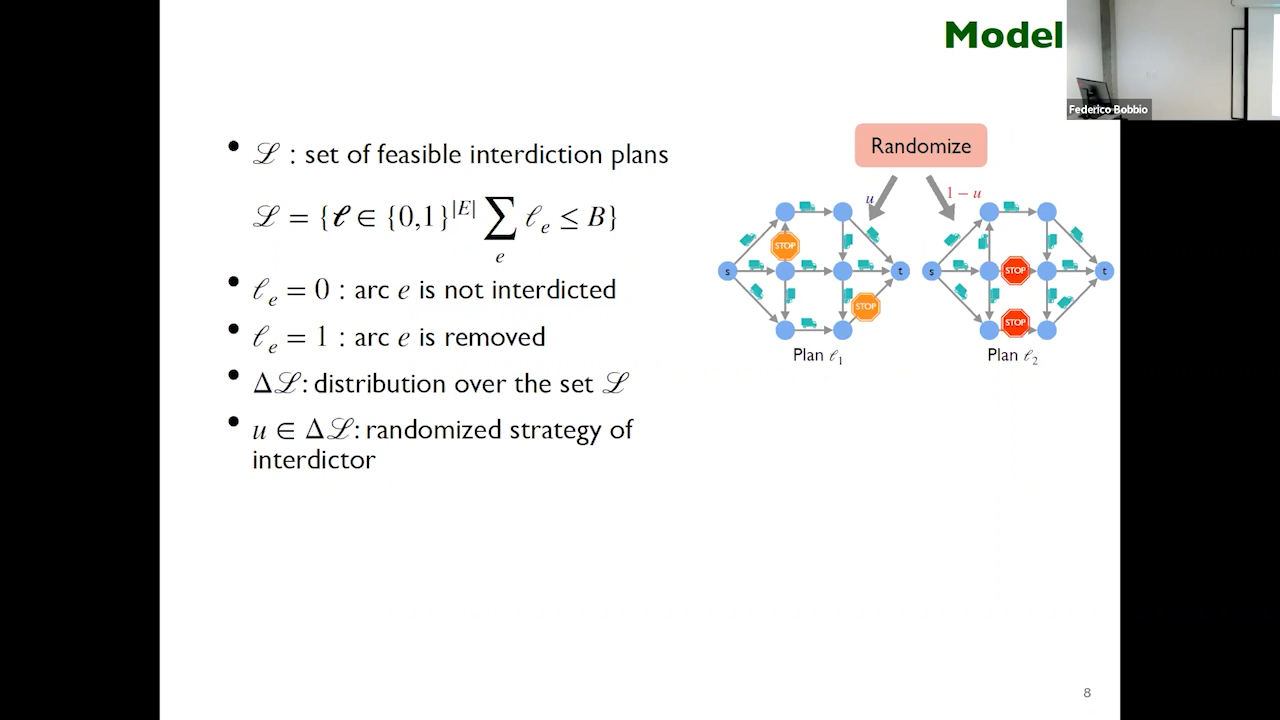 Model
Federico Bobbio
• ℒ : set of feasible interdiction plans
ℒ = {ℓ ∈ {0,1}^|E| ∑_e ℓ_e ≤ B}
• ℓ_e = 0 : arc e is not interdicted
• ℓ_e = 1 : arc e is removed
• Δℒ: distribution over the set ℒ
• u ∈ Δℒ: randomized strategy of
interdictor
Randomize
u
1 − u
STOP
s
t
STOP
Plan ℓ_1
s
STOP
t
STOP
Plan ℓ_2
8